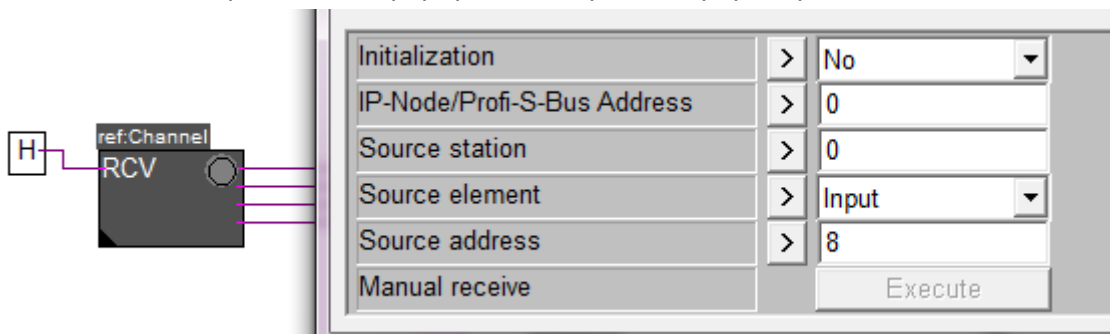 Initialization > No
IP-Node/Profi-S-Bus Address > 0
ref:Channel
H RCV
Source station > 0
Source element > Input
Source address > 8
Manual receive Execute